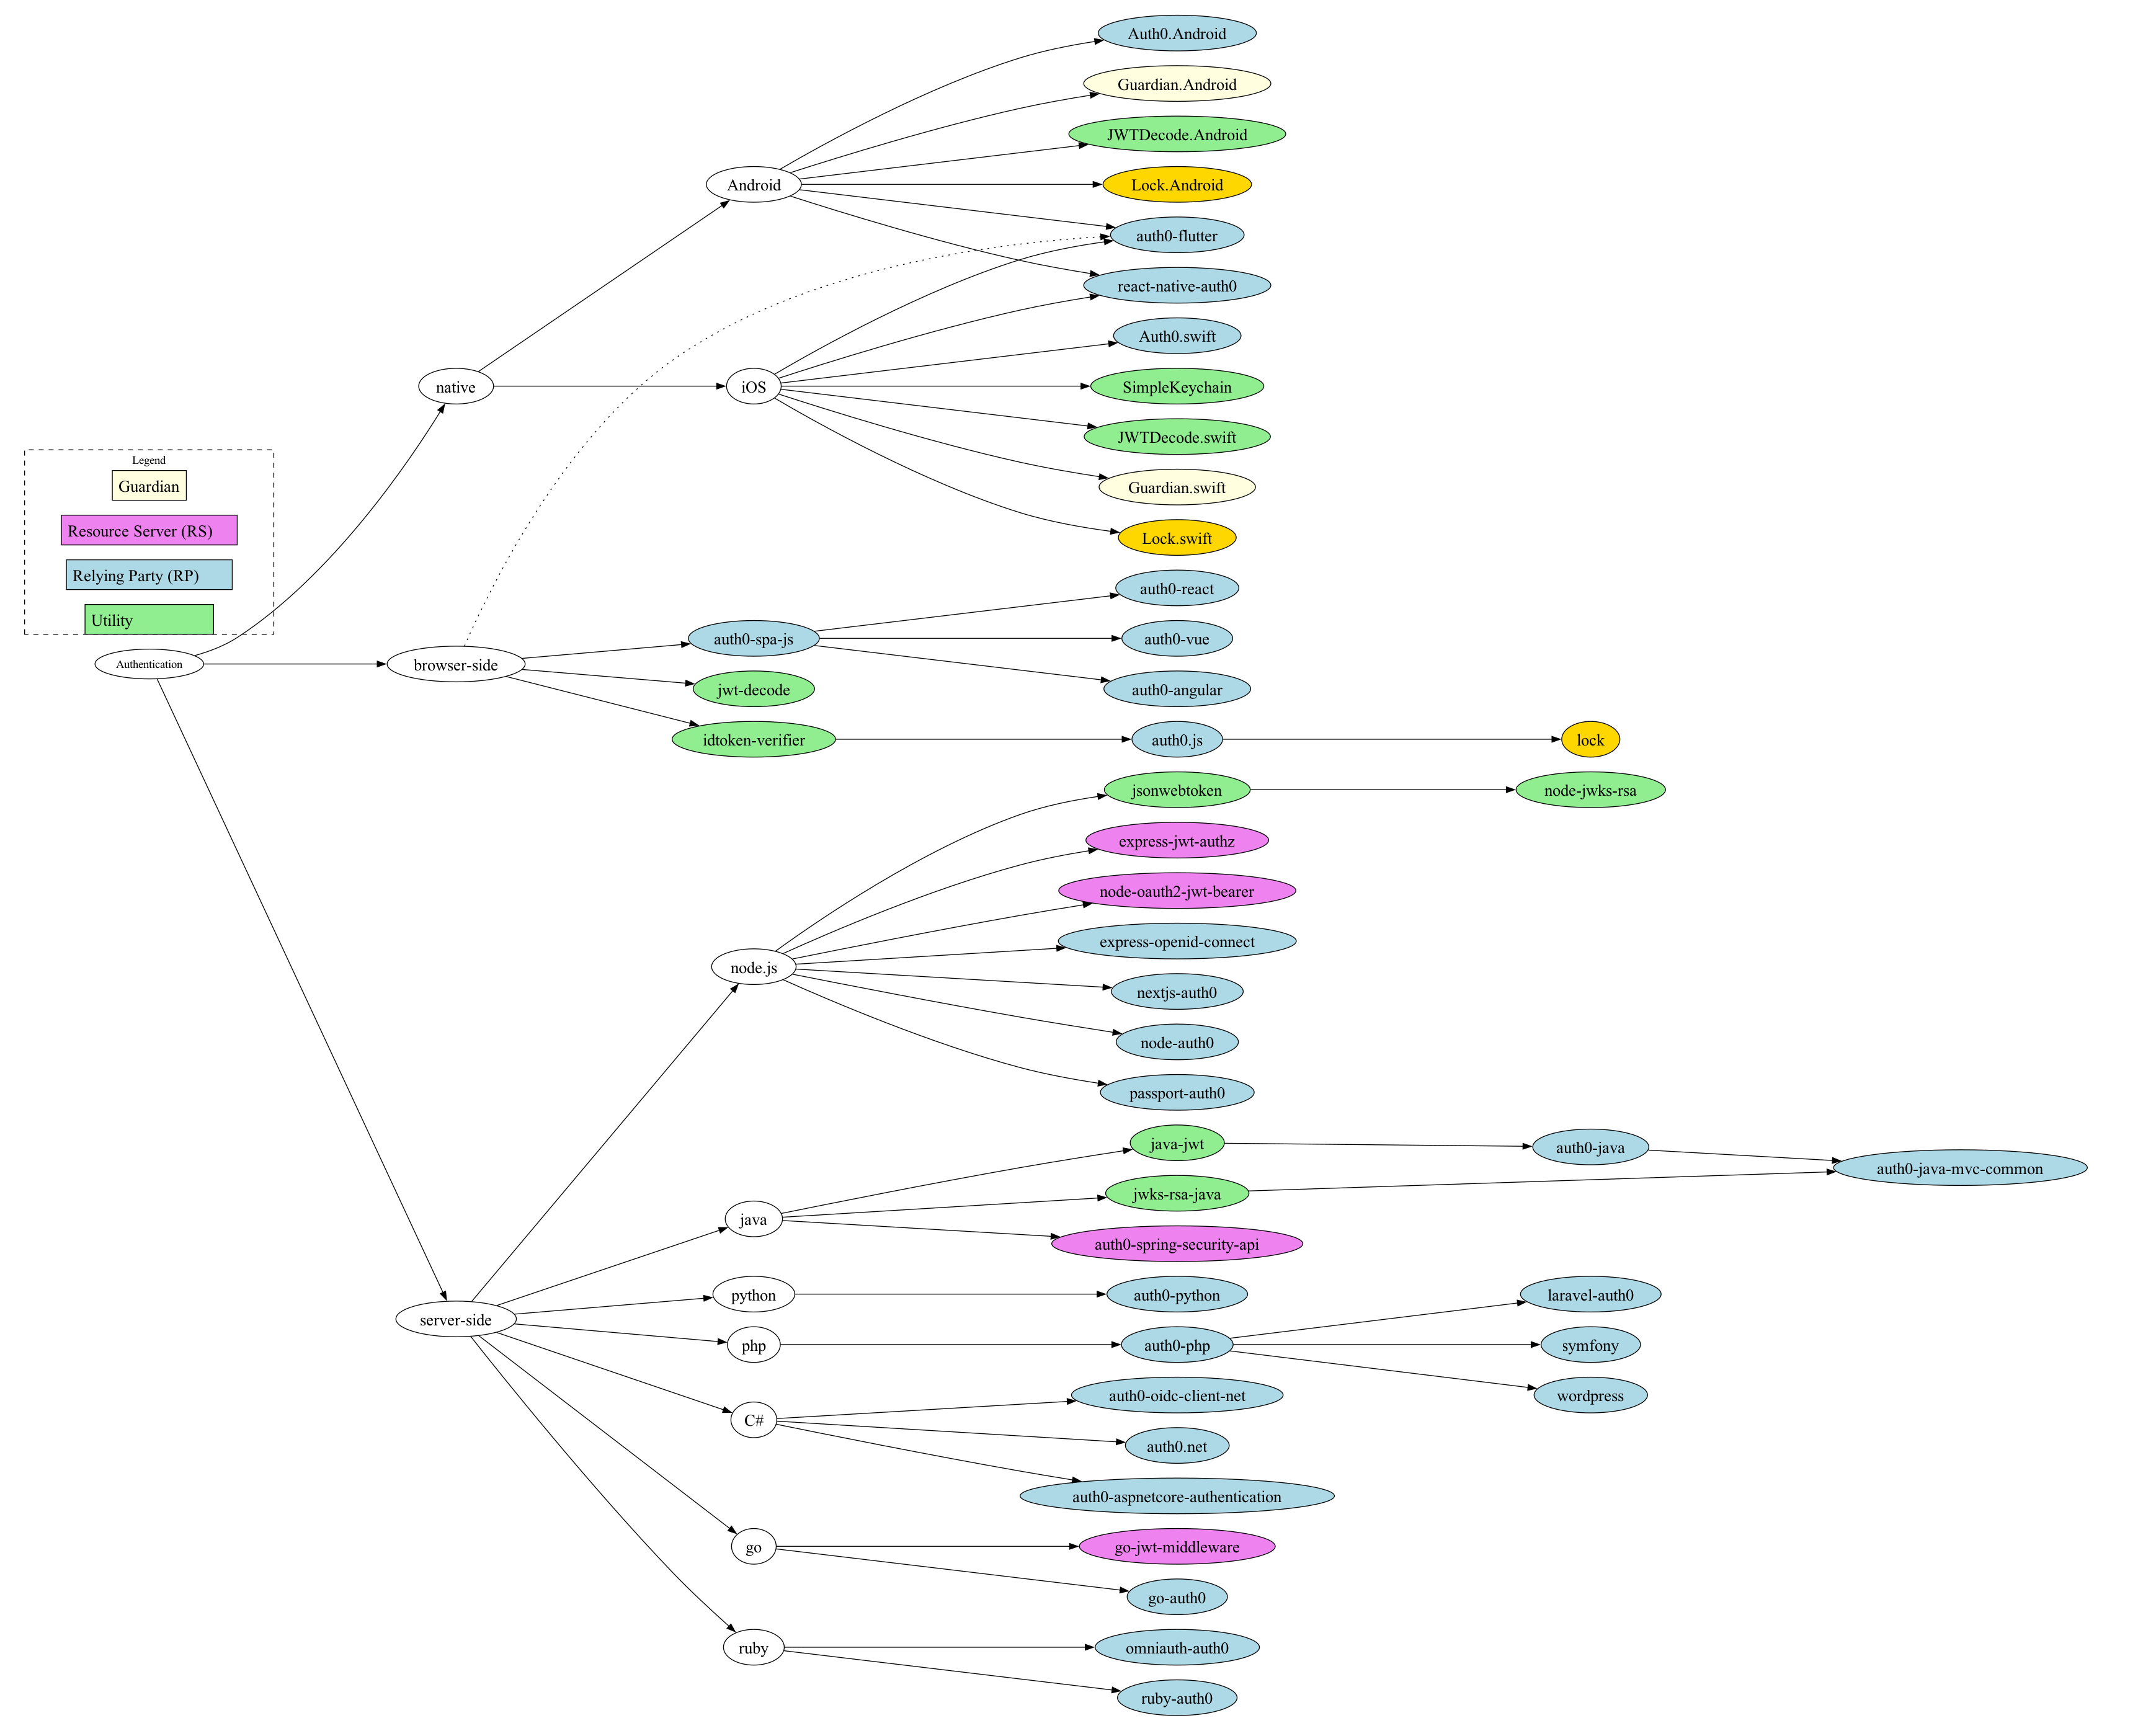 Legend
Guardian
Resource Server (RS)
Relying Party (RP)
Utility
Authentication
native
browser-side
server-side
Android
iOS
auth0-spa-js
jwt-decode
idtoken-verifier
node.js
java
python
php
C#
go
ruby
Auth0.Android
Guardian.Android
JWTDecode.Android
Lock.Android
auth0-flutter
react-native-auth0
Auth0.swift
SimpleKeychain
JWTDecode.swift
Guardian.swift
Lock.swift
auth0-react
auth0-vue
auth0-angular
auth0.js
jsonwebtoken
express-jwt-authz
node-oauth2-jwt-bearer
express-openid-connect
nextjs-auth0
node-auth0
passport-auth0
java-jwt
jwks-rsa-java
auth0-spring-security-api
auth0-python
auth0-php
auth0-oidc-client-net
auth0.net
auth0-aspnetcore-authentication
go-jwt-middleware
go-auth0
omniauth-auth0
ruby-auth0
lock
node-jwks-rsa
auth0-java
laravel-auth0
symfony
wordpress
auth0-java-mvc-common